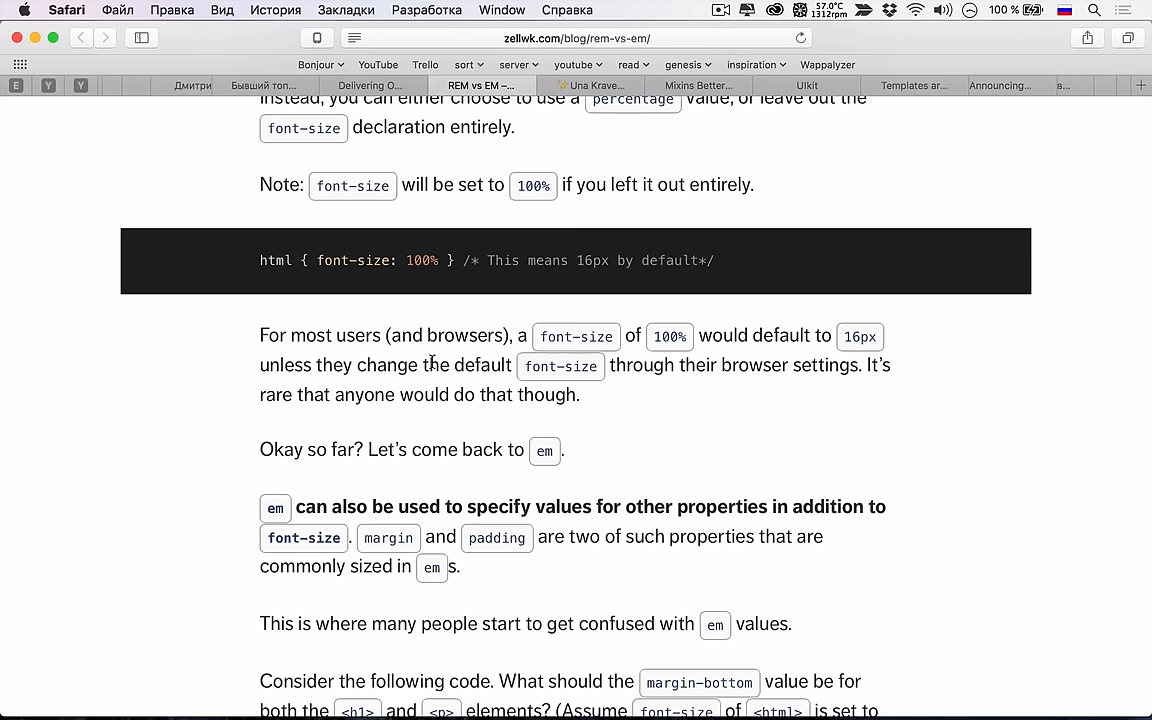 Safari Файл Правка Вид История Закладки Разработка Window Справка 57.0°C 1312rpm 100 %
zellwk.com/blog/rem-vs-em/
Bonjour YouTube Trello sort server youtube read genesis inspiration Wappalyzer
E Y Y Дмитри Бывший топ... Delivering O... REM vs EM –... ✨Una Krave... Mixins Better... UIkit Templates ar... Announcing... в...
Instead, you can either choose to use a percentage value, or leave out the
font-size declaration entirely.
Note: font-size will be set to 100% if you left it out entirely.
html { font-size: 100% } /* This means 16px by default*/
For most users (and browsers), a font-size of 100% would default to 16px
unless they change the default font-size through their browser settings. It’s
rare that anyone would do that though.
Okay so far? Let’s come back to em.
em can also be used to specify values for other properties in addition to
font-size. margin and padding are two of such properties that are
commonly sized in ems.
This is where many people start to get confused with em values.
Consider the following code. What should the margin-bottom value be for
both the <h1> and <p> elements? (Assume font-size of <html> is set to